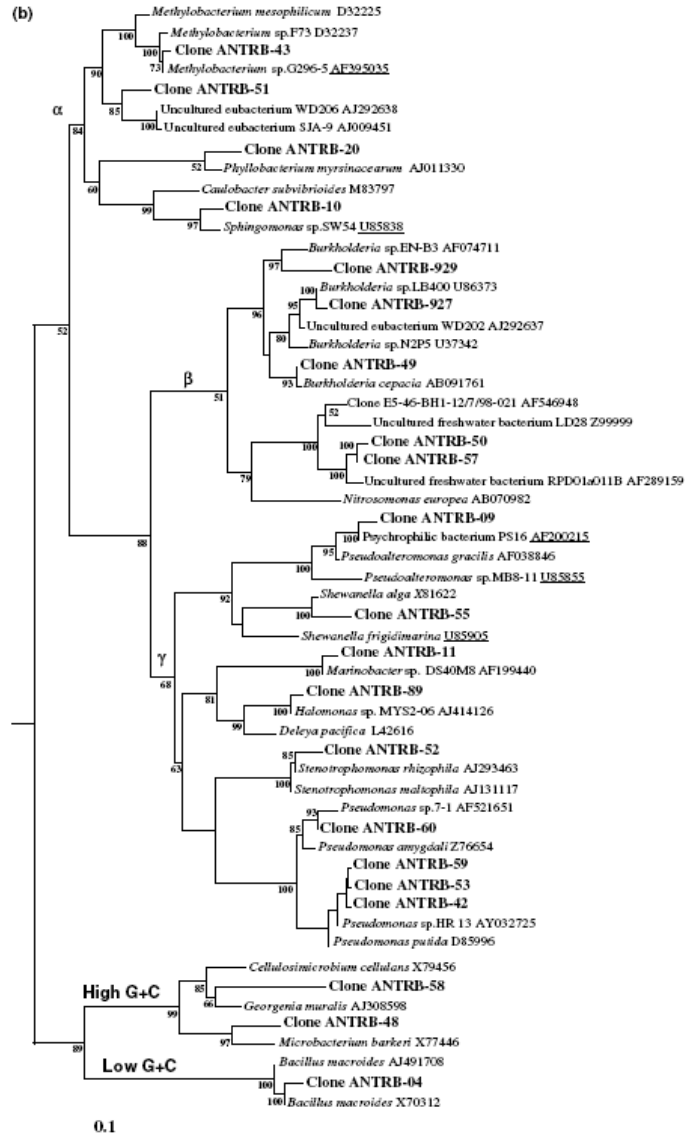 (b)
Methylobacterium mesophilicum D32225
100
Methylobacterium sp.F73 D32237
100
Clone ANTRB-43
73
Methylobacterium sp.G296-5 AF395035
90
Clone ANTRB-51
α
85
Uncultured eubacterium WD206 AJ292638
100
Uncultured eubacterium SJA-9 AJ009451
84
Clone ANTRB-20
52
Phyllobacterium myrsinacearum AJ011330
60
Caulobacter subvibrioides M83797
99
Clone ANTRB-10
97
Sphingomonas sp.SW54 U85838
Burkholderia sp.EN-B3 AF074711
97
Clone ANTRB-929
100
Burkholderia sp.LB400 U86373
95
Clone ANTRB-927
96
52
Uncultured eubacterium WD202 AJ292637
80
Burkholderia sp.N2P5 U37342
Clone ANTRB-49
β
93
Burkholderia cepacia AB091761
51
Clone E5-46-BH1-12/7/98-021 AF546948
52
Uncultured freshwater bacterium LD28 Z99999
100
100
Clone ANTRB-50
Clone ANTRB-57
79
Uncultured freshwater bacterium RPD01a011B AF289159
Nitrosomonas europea AB070982
88
Clone ANTRB-09
100
Psychrophilic bacterium PS16 AF200215
95
Pseudoalteromonas gracilis AF038846
100
Pseudoalteromonas sp.MB8-11 U85855
92
Shewanella alga X81622
100
Clone ANTRB-55
Shewanella frigidimarina U85905
γ
Clone ANTRB-11
68
100
Marinobacter sp. DS40M8 AF199440
81
Clone ANTRB-89
100
Halomonas sp. MYS2-06 AJ414126
99
Deleya pacifica L42616
63
Clone ANTRB-52
85
Stenotrophomonas rhizophila AJ293463
100
Stenotrophomonas maltophila AJ131117
93
Pseudomonas sp.7-1 AF521651
85
Clone ANTRB-60
Pseudomonas amygdali Z76654
Clone ANTRB-59
100
Clone ANTRB-53
Clone ANTRB-42
Pseudomonas sp.HR 13 AY032725
Pseudomonas putida D85996
Cellulosimicrobium cellulans X79456
High G+C
85
Clone ANTRB-58
66
Georgenia muralis AJ308598
99
Clone ANTRB-48
97
Microbacterium barkeri X77446
89
Low G+C
Bacillus macroides AJ491708
100
Clone ANTRB-04
100
Bacillus macroides X70312
0.1